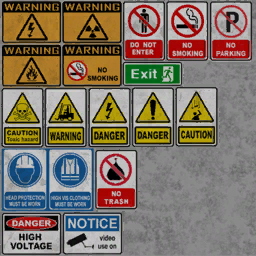 WARNING
WARNING
DO NOT
ENTER
NO
SMOKING
NO
PARKING
WARNING
WARNING
NO
SMOKING
Exit
CAUTION
Toxic hazard
WARNING
DANGER
DANGER
CAUTION
HEAD PROTECTION
MUST BE WORN
HIGH VIS CLOTHING
MUST BE WORN
NO
TRASH
DANGER
HIGH
VOLTAGE
NOTICE
video
use on